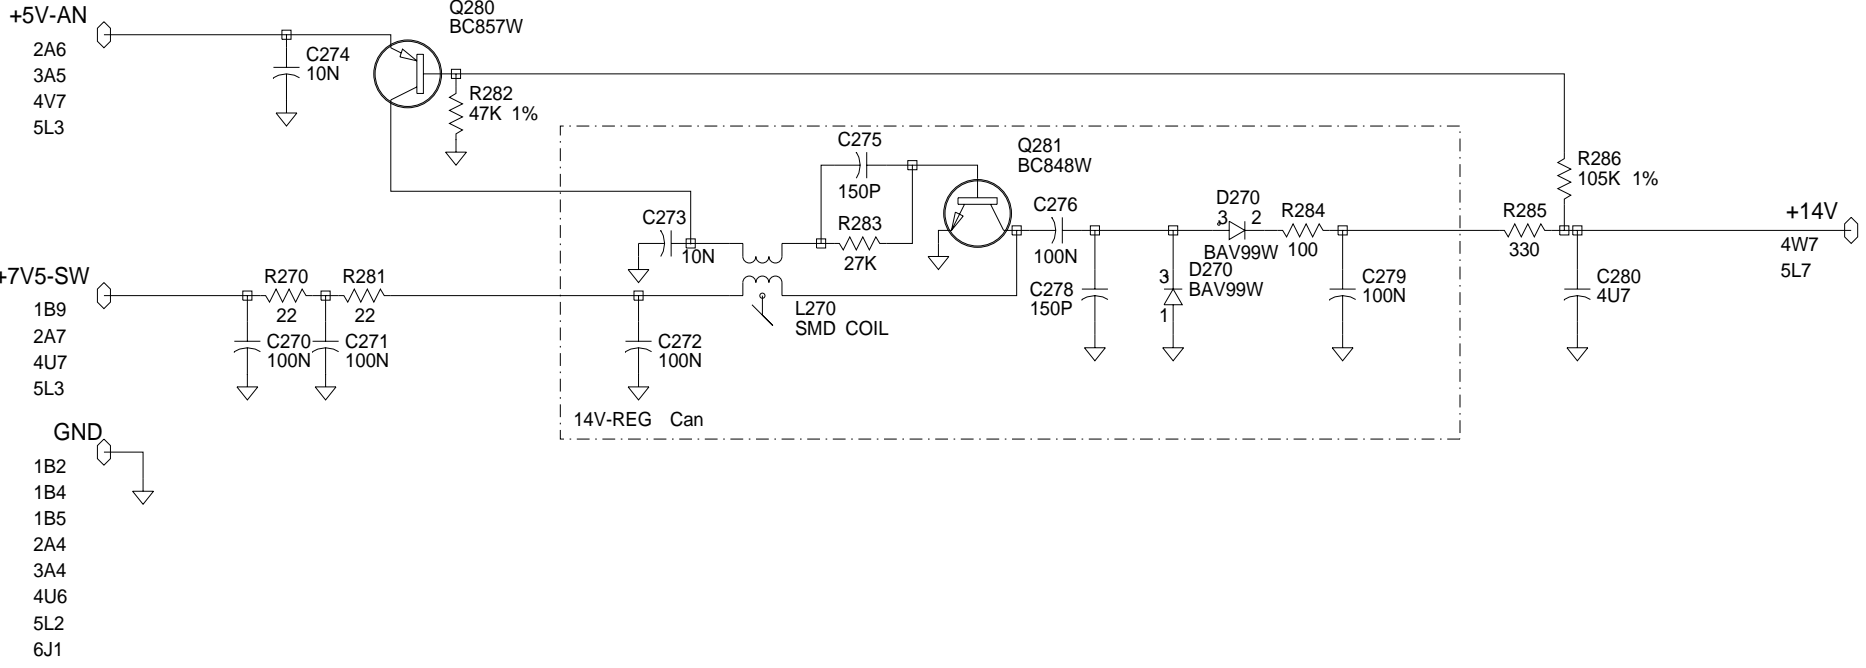 +5V-AN
2A6
3A5
4V7
5L3
C274
10N
Q280
BC857W
R282
47K 1%
C275
150P
Q281
BC848W
R286
105K 1%
C273
10N
R283
27K
C276
100N
D270
3 2
BAV99W
R284
100
R285
330
+14V
4W7
5L7
+7V5-SW
1B9
2A7
4U7
5L3
R270
22
R281
22
C270
100N
C271
100N
C272
100N
L270
SMD COIL
C278
150P
3
D270
BAV99W
1
C279
100N
C280
4U7
14V-REG Can
GND
1B2
1B4
1B5
2A4
3A4
4U6
5L2
6J1